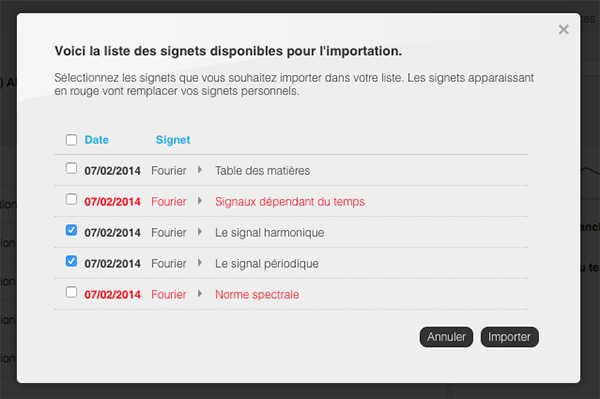 Voici la liste des signets disponibles pour l'importation.
Sélectionnez les signets que vous souhaitez importer dans votre liste. Les signets apparaissant
en rouge vont remplacer vos signets personnels.
Date Signet
07/02/2014 Fourier Table des matières
07/02/2014 Fourier Signaux dépendant du temps
07/02/2014 Fourier Le signal harmonique
07/02/2014 Fourier Le signal périodique
07/02/2014 Fourier Norme spectrale
Annuler Importer